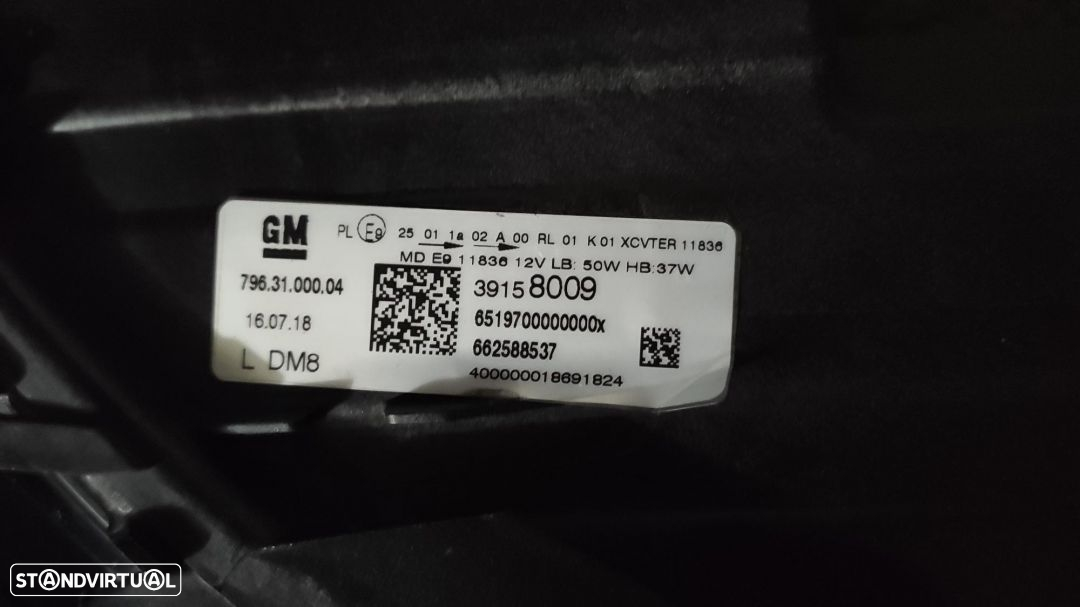 GM
PL E9 25 01 1a 02 A 00 RL 01 K 01 XCVTER 11836
MD E9 11836 12V LB: 50W HB:37W
796.31.000.04
39158009
16.07.18
6519700000000x
662588537
L DM8
400000018691824
STANDVIRTUAL